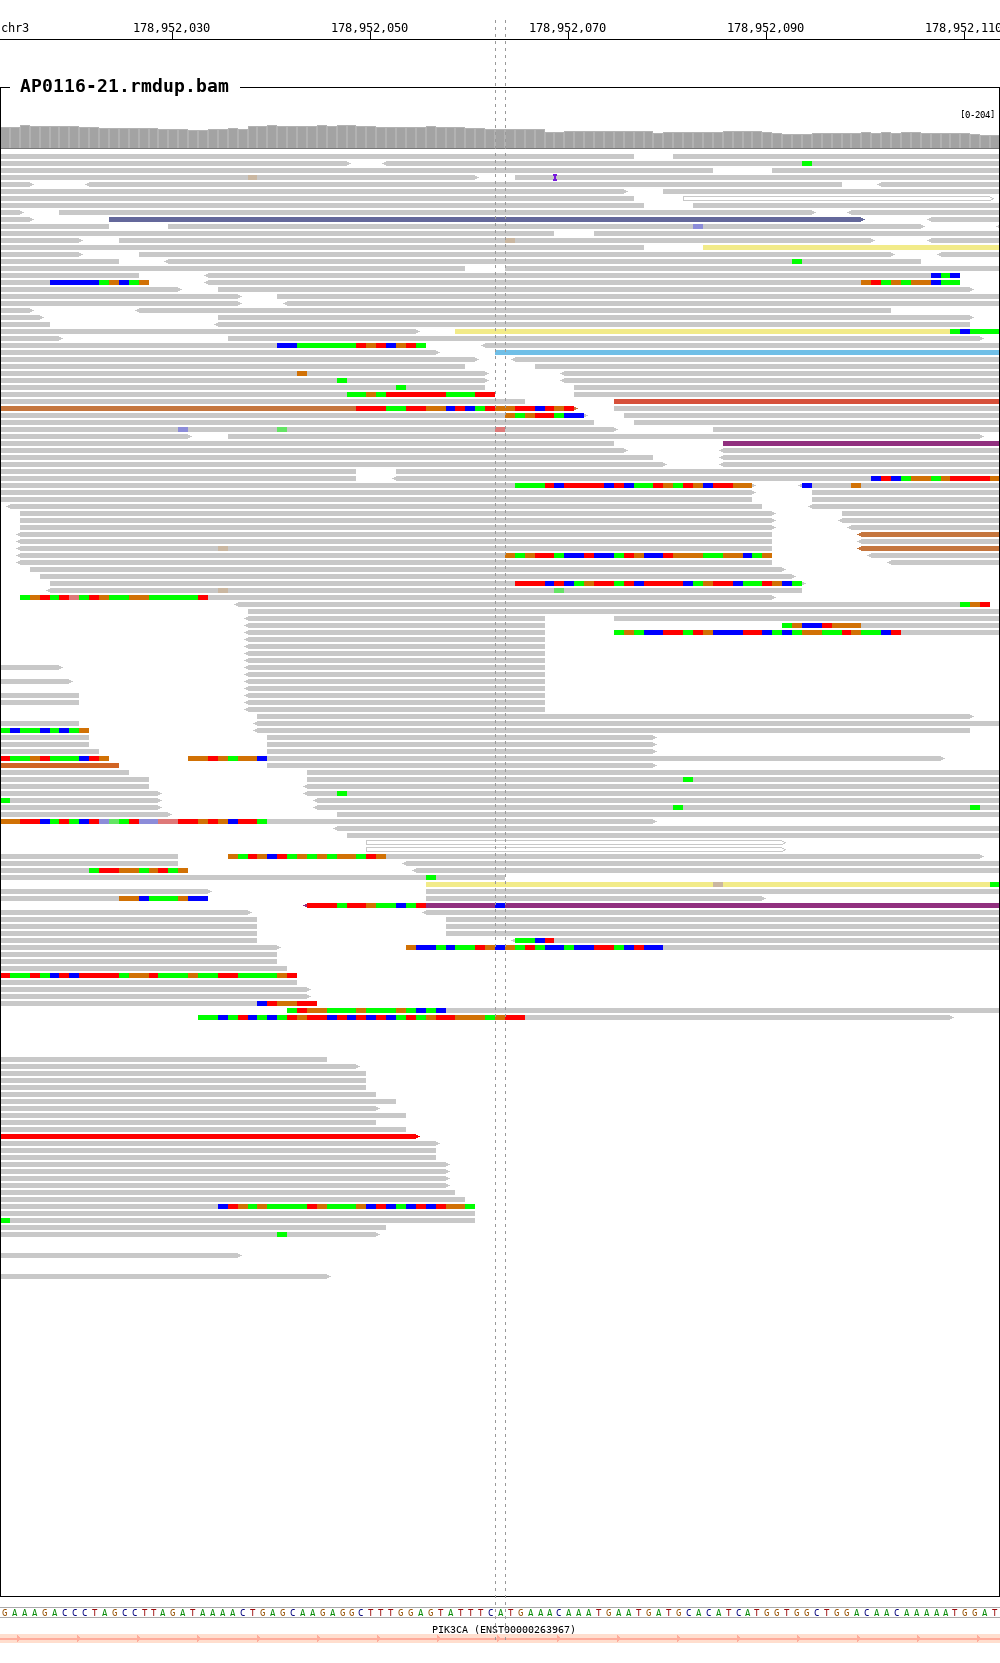 chr3 178,952,030 178,952,050 178,952,070 178,952,090 178,952,110
AP0116-21.rmdup.bam
[0-204]
GAAAGACCCTAGCCTTAGATAAAACTGAGCAAGAGGCTTTGGAGTATTTCATGAAACAAATGAATGATGCACATCATGGTGGCTGGACAACAAAAATGGAT
PIK3CA (ENST00000263967)